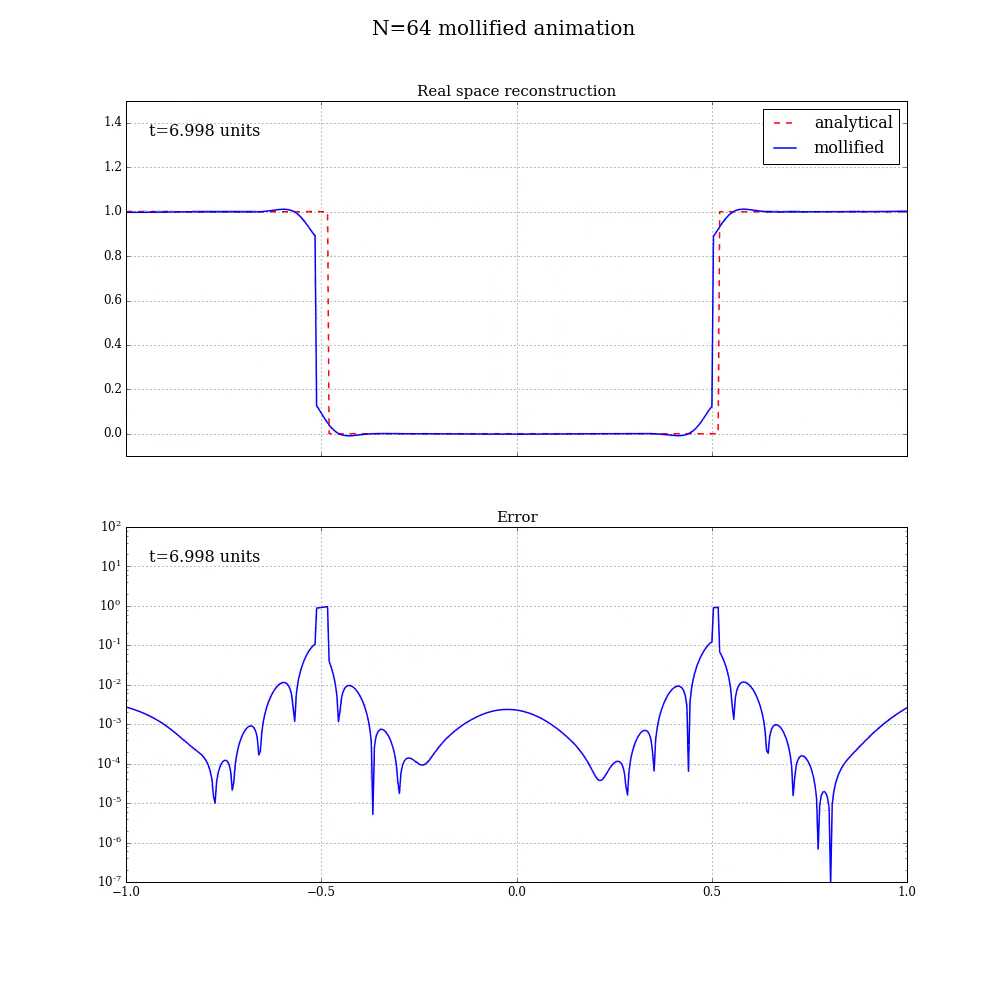 N=64 mollified animation
Real space reconstruction
t=6.998 units
analytical
mollified
1.4
1.2
1.0
0.8
0.6
0.4
0.2
0.0
Error
t=6.998 units
10²
10¹
10⁰
10⁻¹
10⁻²
10⁻³
10⁻⁴
10⁻⁵
10⁻⁶
10⁻⁷
−1.0 −0.5 0.0 0.5 1.0